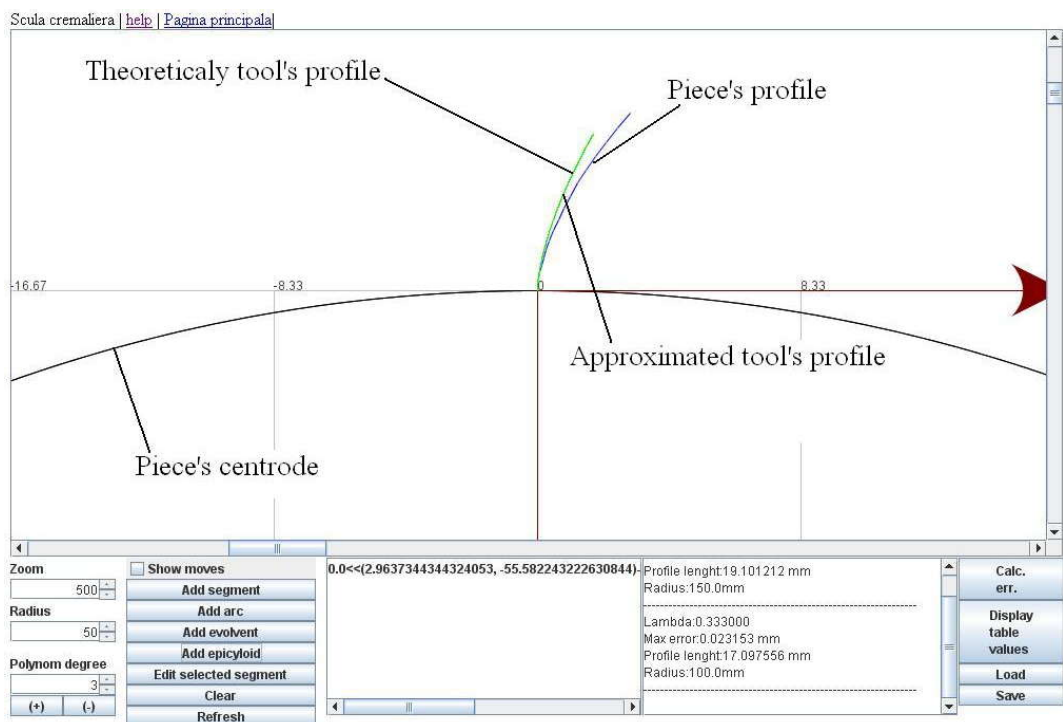 Scula cremaliera | help | Pagina principala|
Theoreticaly tool's profile
Piece's profile
-16.67
-8.33
0
8.33
Approximated tool's profile
Piece's centrode
Zoom
500
Radius
50
Polynom degree
3
(+) (-)
Show moves
Add segment
Add arc
Add evolvent
Add epicyloid
Edit selected segment
Clear
Refresh
0.0<<(2.9637344344324053, -55.582243222630844)-
Profile lenght:19.101212 mm
Radius:150.0mm
Lambda:0.333000
Max error:0.023153 mm
Profile lenght:17.097556 mm
Radius:100.0mm
Calc.
err.
Display
table
values
Load
Save